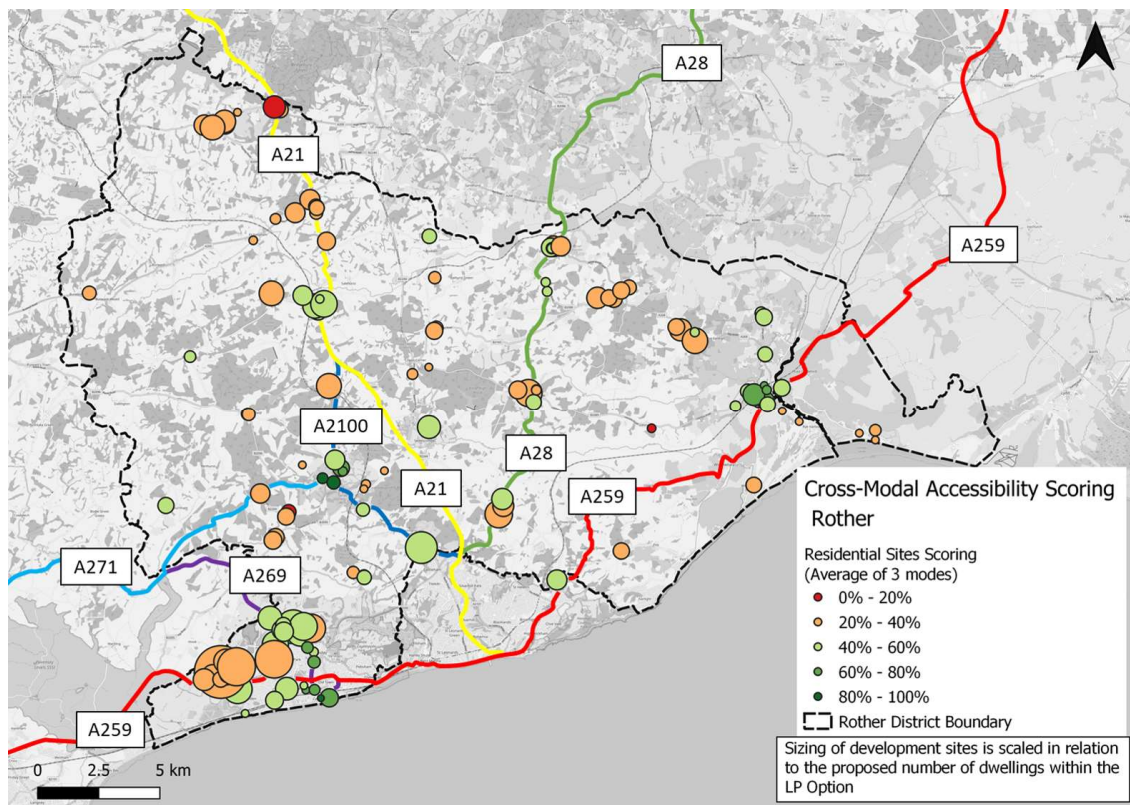 A28
A21
A259
A2100
A28
A21
A259
A271
A269
A259
0 2.5 5 km
Cross-Modal Accessibility Scoring
Rother
Residential Sites Scoring
(Average of 3 modes)
0% - 20%
20% - 40%
40% - 60%
60% - 80%
80% - 100%
Rother District Boundary
Sizing of development sites is scaled in relation
to the proposed number of dwellings within the
LP Option